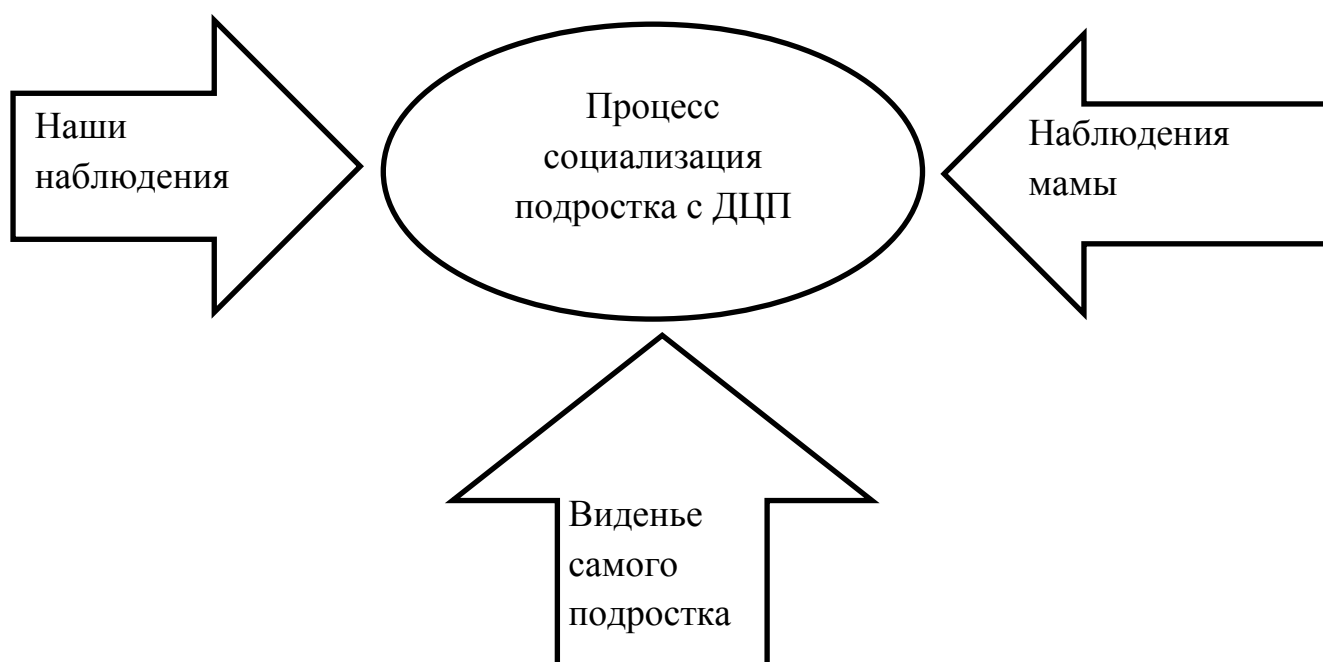 Наши
наблюдения
Процесс
социализация
подростка с ДЦП
Наблюдения
мамы
Виденье
самого
подростка